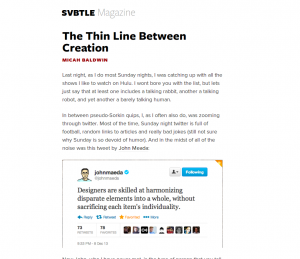 SVBTLE Magazine
The Thin Line Between
Creation
MICAH BALDWIN
Last night, as I do most Sunday nights, I was catching up with all the
shows I like to watch on Hulu. I wont bore you with the list, but lets
just say that at least one includes a talking rabbit, another a talking
robot, and yet another a barely talking human.
In between pseudo-Sorkin quips, I, as I often also do, was zooming
through twitter. Most of the time, Sunday night twitter is full of
football, random links to articles and really bad jokes (still not sure
why Sunday is so devoid of humor). And in the midst of all of the
noise was this tweet by John Maeda:
johnmaeda
@johnmaeda
Following
Designers are skilled at harmonizing
disparate elements into a whole, without
sacrificing each item's individuality.
Reply Retweet Favorite More
73 78
RETWEETS FAVORITES